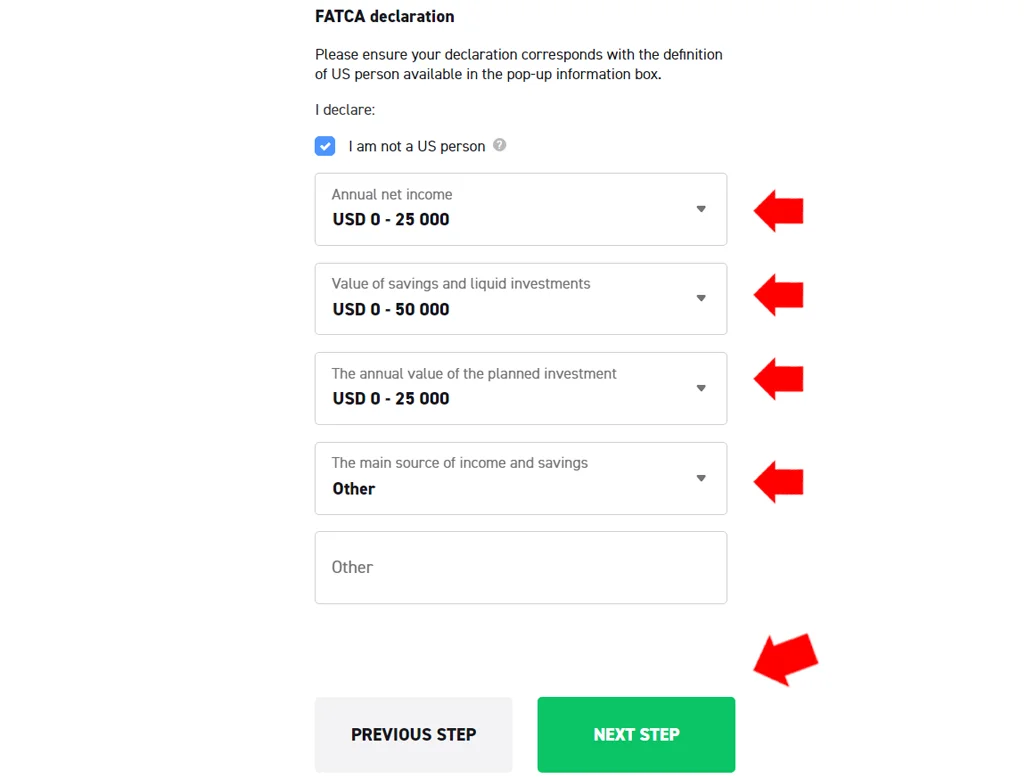 FATCA declaration
Please ensure your declaration corresponds with the definition
of US person available in the pop-up information box.
I declare:
I am not a US person ?
Annual net income
USD 0 - 25 000
Value of savings and liquid investments
USD 0 - 50 000
The annual value of the planned investment
USD 0 - 25 000
The main source of income and savings
Other
Other
PREVIOUS STEP
NEXT STEP